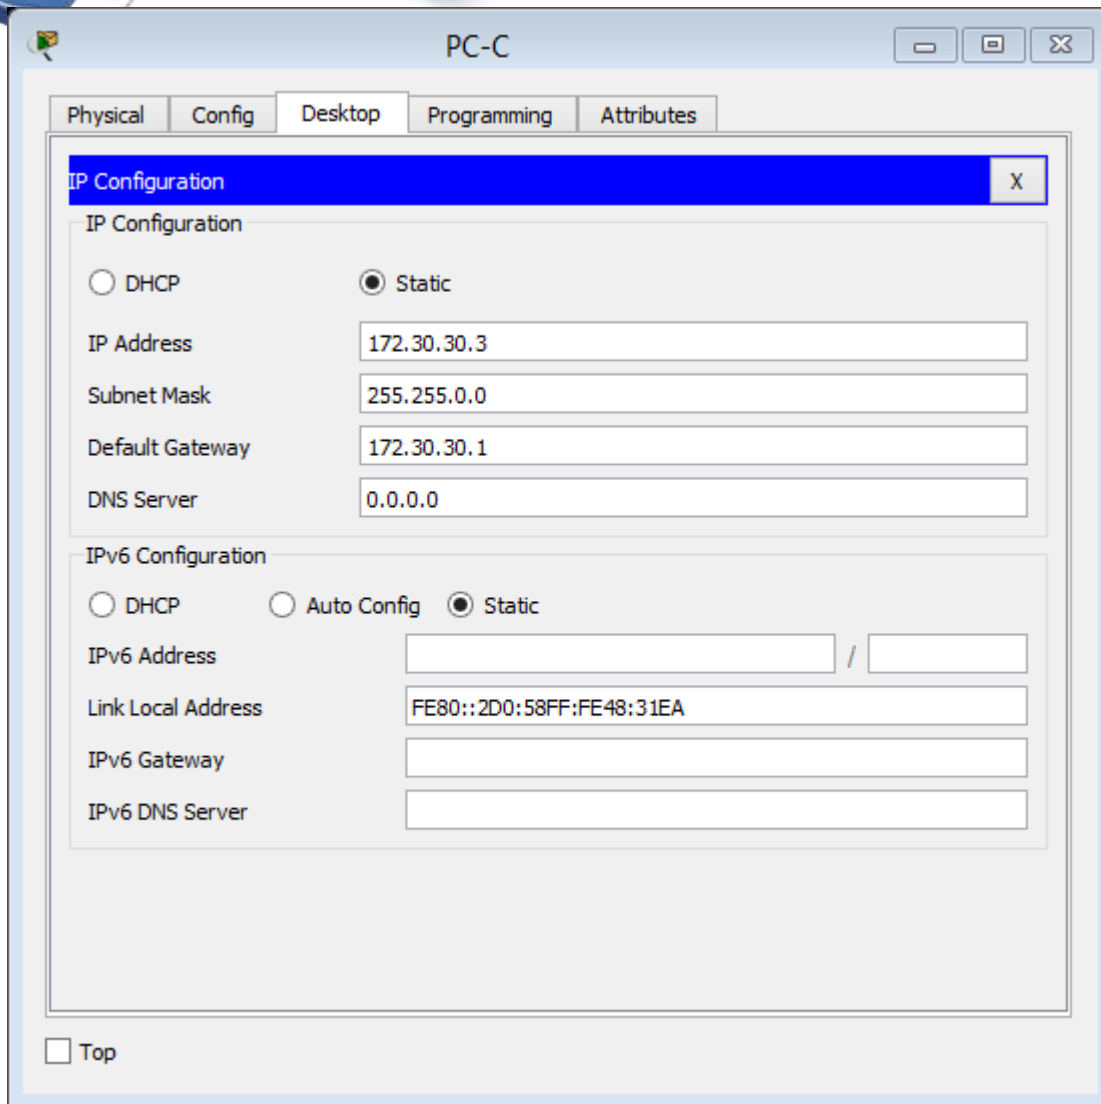 PC-C
Physical Config Desktop Programming Attributes
IP Configuration X
IP Configuration
DHCP Static
IP Address 172.30.30.3
Subnet Mask 255.255.0.0
Default Gateway 172.30.30.1
DNS Server 0.0.0.0
IPv6 Configuration
DHCP Auto Config Static
IPv6 Address /
Link Local Address FE80::2D0:58FF:FE48:31EA
IPv6 Gateway
IPv6 DNS Server
Top